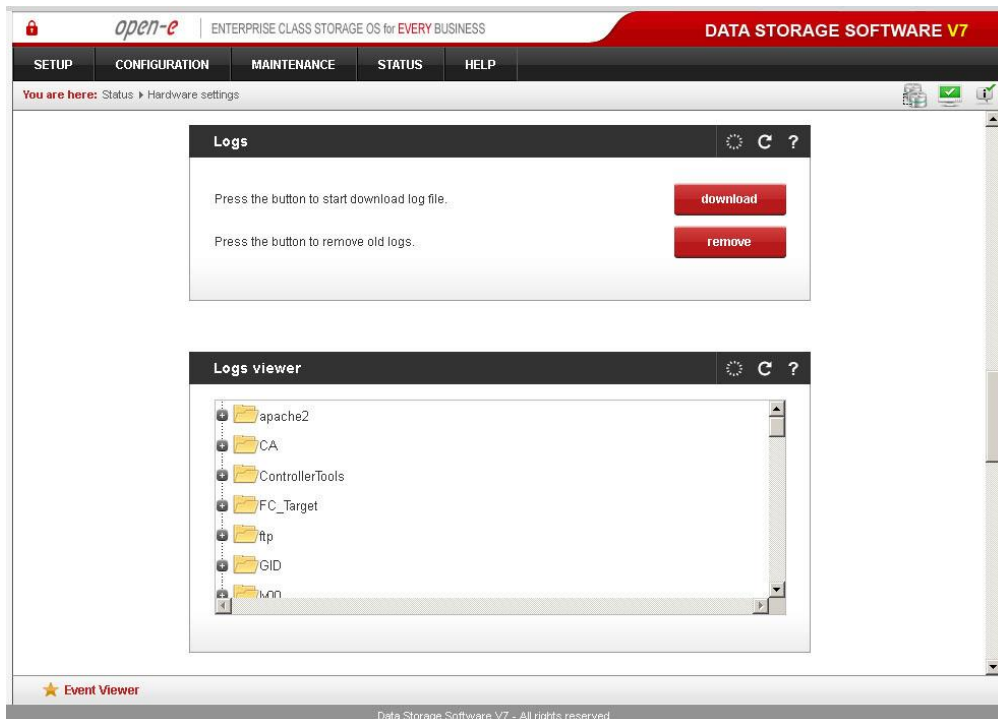 open-e ENTERPRISE CLASS STORAGE OS for EVERY BUSINESS DATA STORAGE SOFTWARE V7
SETUP CONFIGURATION MAINTENANCE STATUS HELP
You are here: Status Hardware settings
Logs
Press the button to start download log file. download
Press the button to remove old logs. remove
Logs viewer
apache2
CA
ControllerTools
FC_Target
ftp
GID
Event Viewer
Data Storage Software V7 - All rights reserved